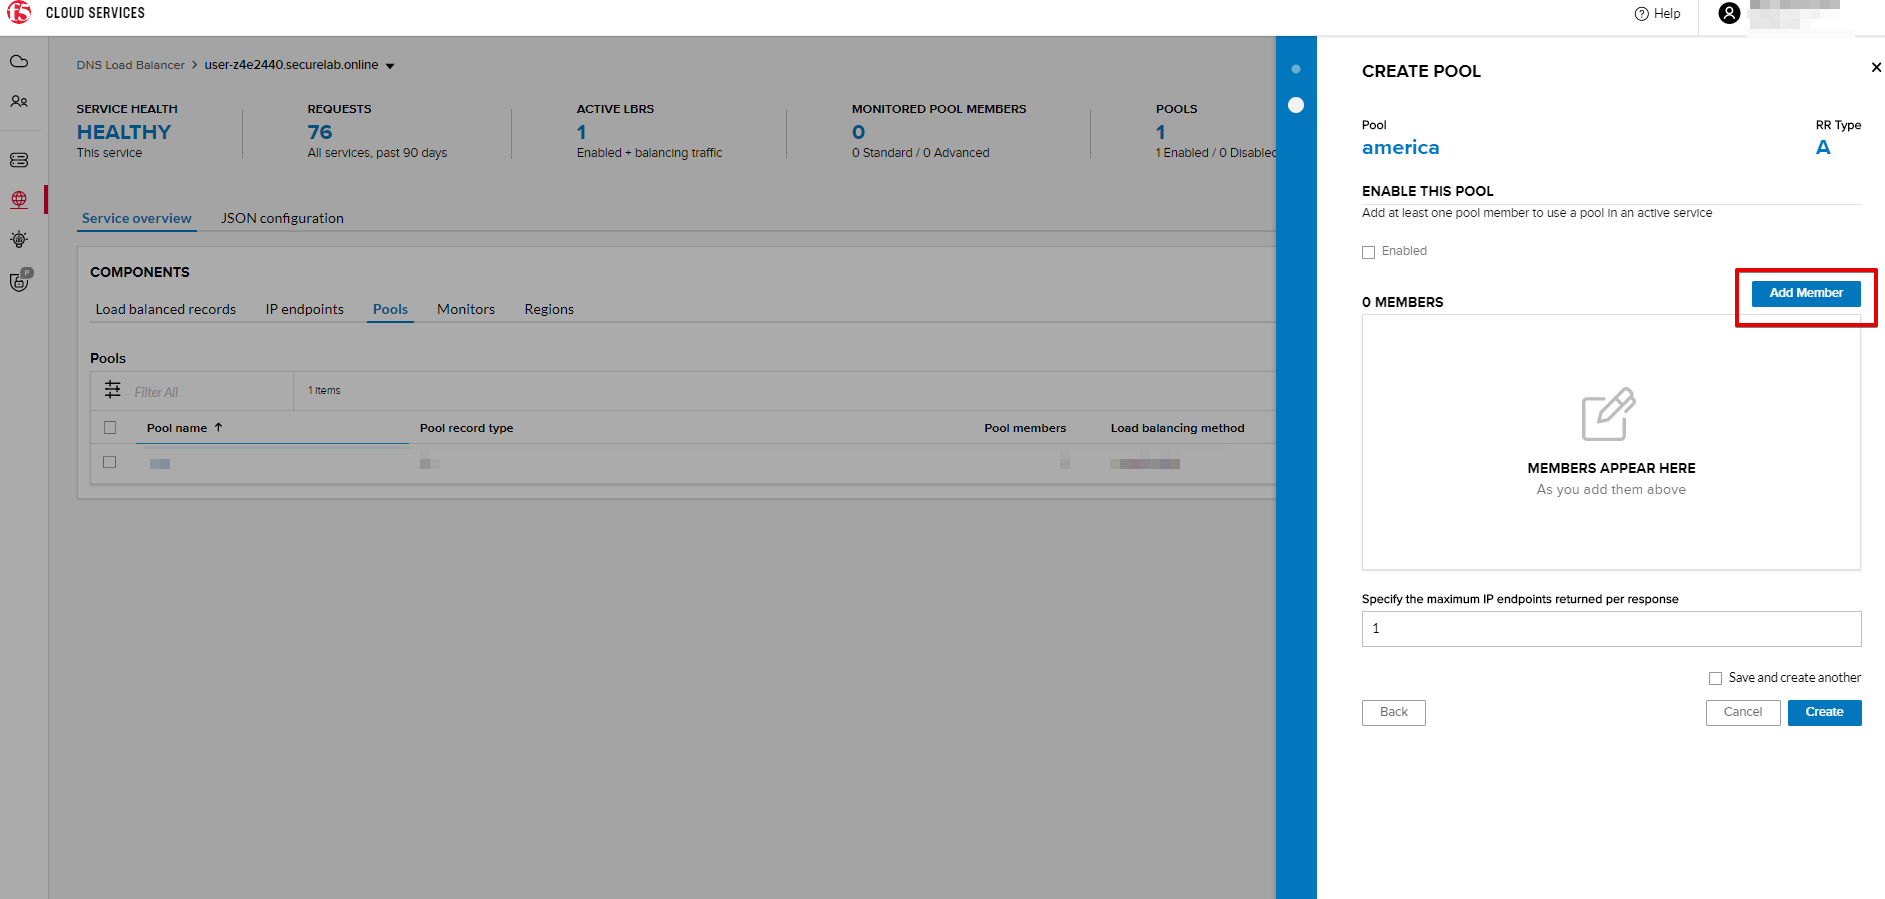 f5 CLOUD SERVICES
Help
DNS Load Balancer > user-z4e2440.securelab.online
SERVICE HEALTH
HEALTHY
This service
REQUESTS
76
All services, past 90 days
ACTIVE LBRS
1
Enabled + balancing traffic
MONITORED POOL MEMBERS
0
0 Standard / 0 Advanced
POOLS
1
1 Enabled / 0 Disabled
Service overview
JSON configuration
COMPONENTS
Load balanced records
IP endpoints
Pools
Monitors
Regions
Pools
Filter All
1 Items
Pool name
Pool record type
Pool members
Load balancing method
P
CREATE POOL
Pool
america
RR Type
A
ENABLE THIS POOL
Add at least one pool member to use a pool in an active service
Enabled
0 MEMBERS
Add Member
MEMBERS APPEAR HERE
As you add them above
Specify the maximum IP endpoints returned per response
1
Save and create another
Back
Cancel
Create